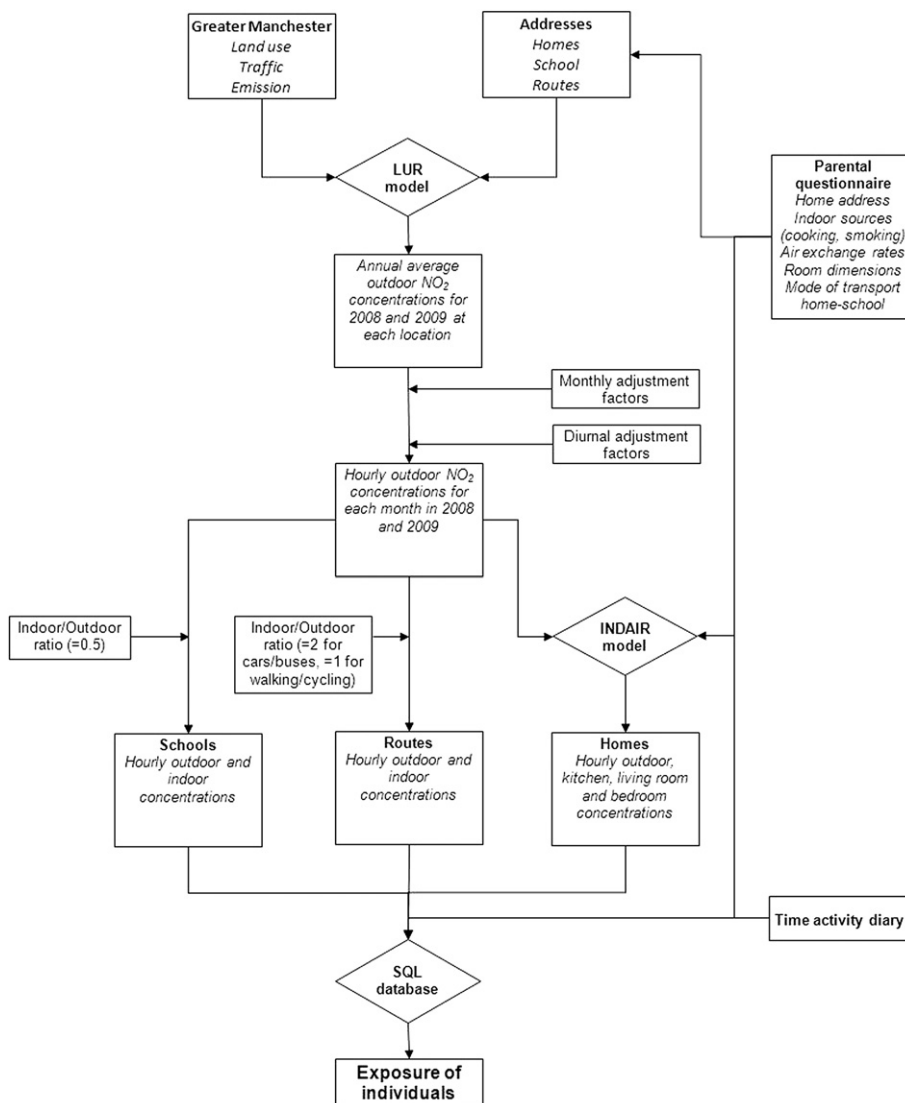 Greater Manchester
Land use
Traffic
Emission
Addresses
Homes
School
Routes
LUR
model
Parental
questionnaire
Home address
Indoor sources
(cooking, smoking)
Air exchange rates
Room dimensions
Mode of transport
home-school
Annual average
outdoor NO₂
concentrations for
2008 and 2009 at
each location
Monthly adjustment
factors
Diurnal adjustment
factors
Hourly outdoor NO₂
concentrations for
each month in 2008
and 2009
Indoor/Outdoor
ratio (=0.5)
Indoor/Outdoor
ratio (=2 for
cars/buses, =1 for
walking/cycling)
INDAIR
model
Schools
Hourly outdoor and
indoor
concentrations
Routes
Hourly outdoor and
indoor
concentrations
Homes
Hourly outdoor,
kitchen, living room
and bedroom
concentrations
Time activity diary
SQL
database
Exposure of
individuals